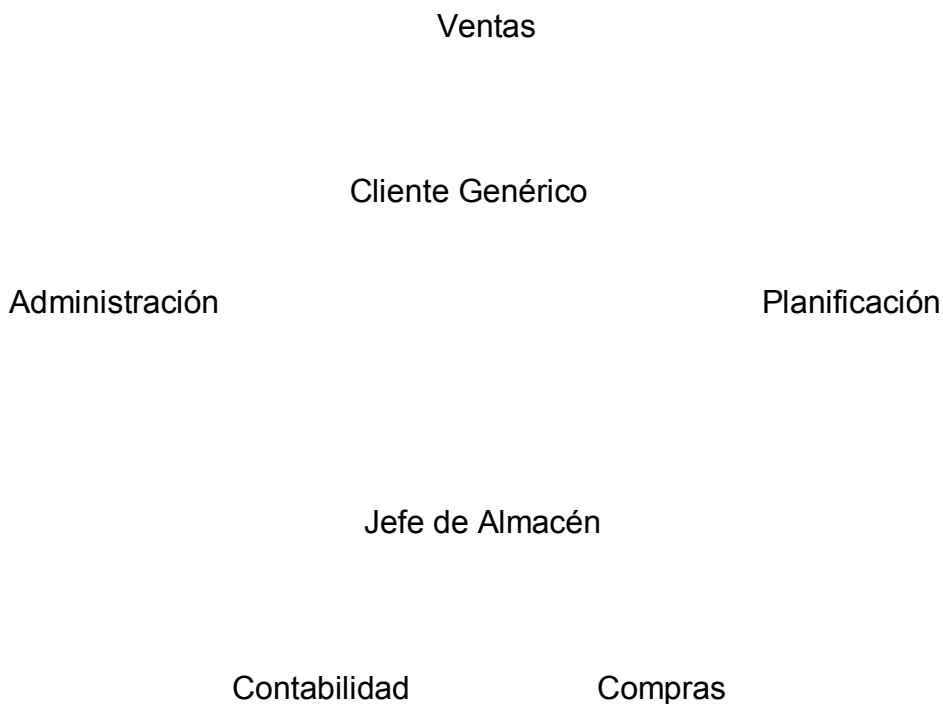 Ventas
Cliente Genérico
Administración
Planificación
Jefe de Almacén
Contabilidad
Compras